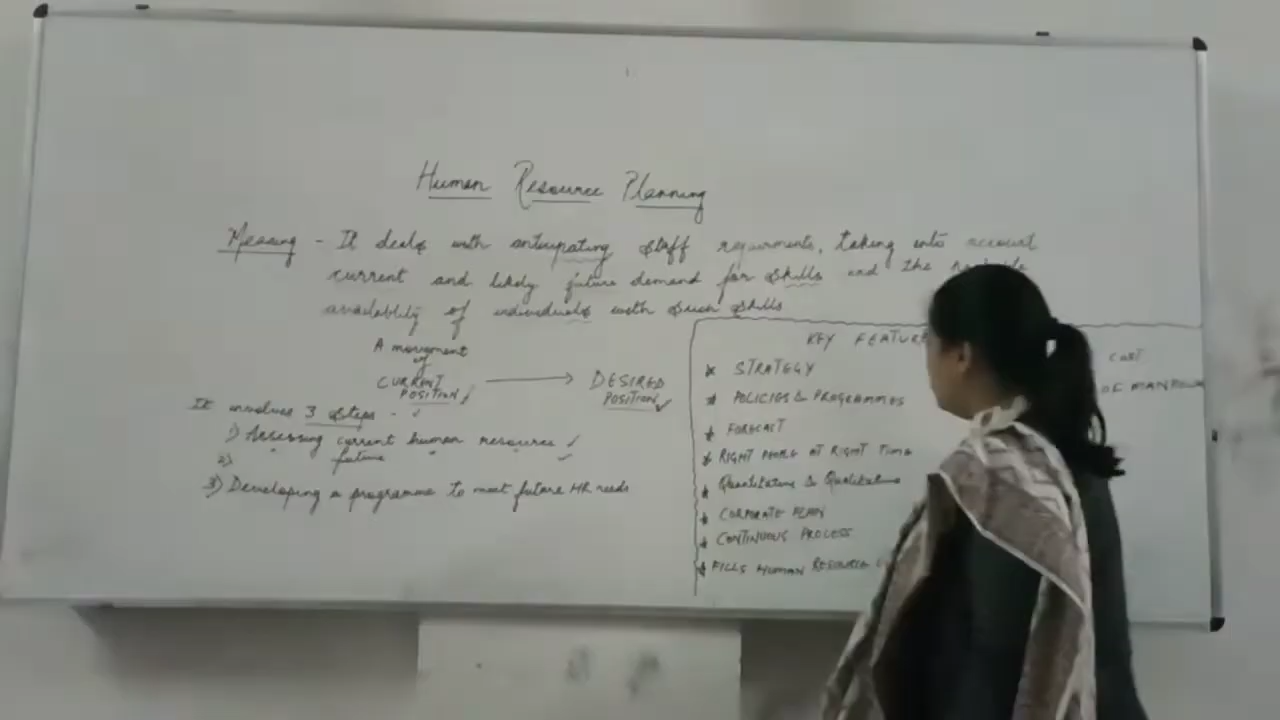 Human Resource Planning
Meaning - It deals with anticipating staff requirments, taking into account
current and likely future demand for skills and the
availability of individuals with such skills
A movement
of
CURRENT POSITION → DESIRED POSITION
It involves 3 steps -
1) Assessing current human resource
2) future
3) Developing a programme to meet future HR needs
KEY FEATURE
* STRATEGY
* POLICIES & PROGRAMMES
* FORECAST
* RIGHT PEOPLE AT RIGHT TIME
* Quantitative & Qualitative
* CORPORATE PLAN
* CONTINUOUS PROCESS
* FILLS HUMAN RESOURCE
COST
OF MANPOWER